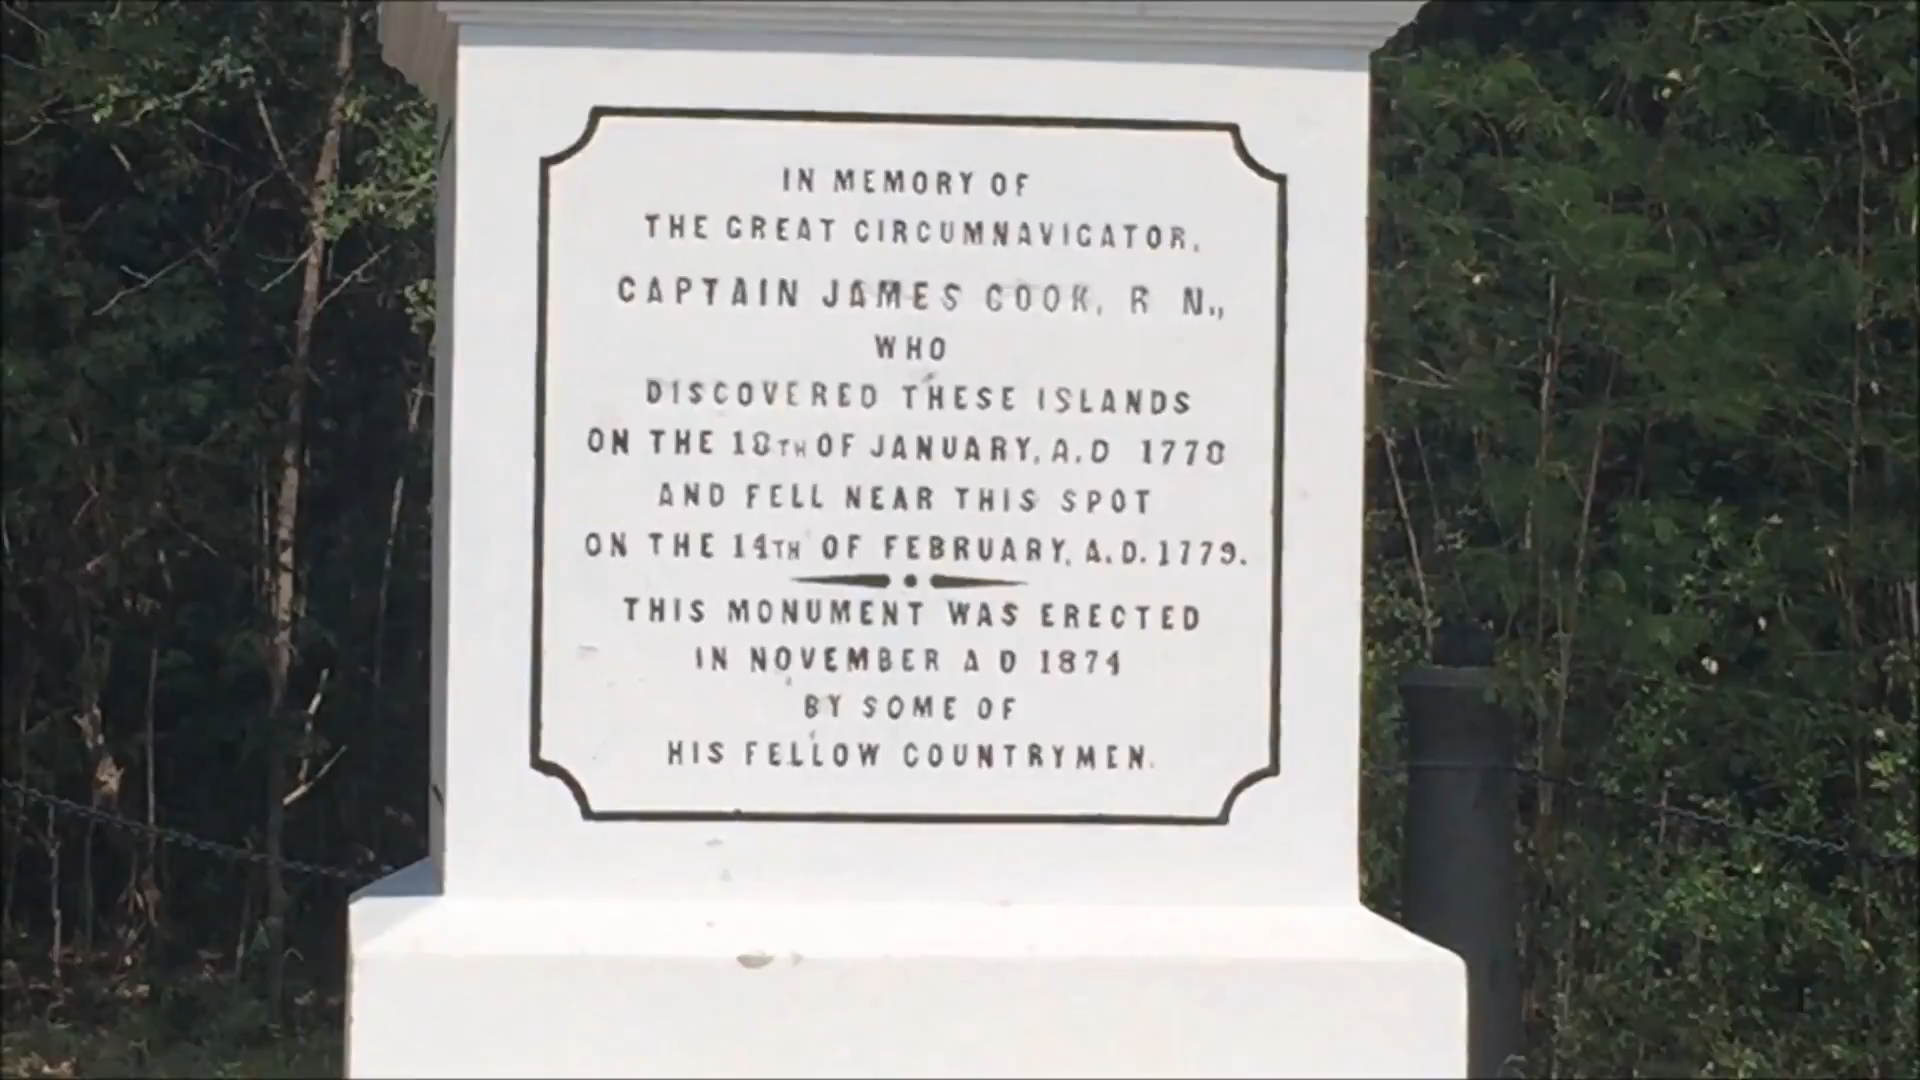 IN MEMORY OF
THE GREAT CIRCUMNAVIGATOR,
CAPTAIN JAMES COOK, R N.,
WHO
DISCOVERED THESE ISLANDS
ON THE 18TH OF JANUARY, A.D 1778
AND FELL NEAR THIS SPOT
ON THE 14TH OF FEBRUARY, A.D. 1779.
THIS MONUMENT WAS ERECTED
IN NOVEMBER A D 1874
BY SOME OF
HIS FELLOW COUNTRYMEN.